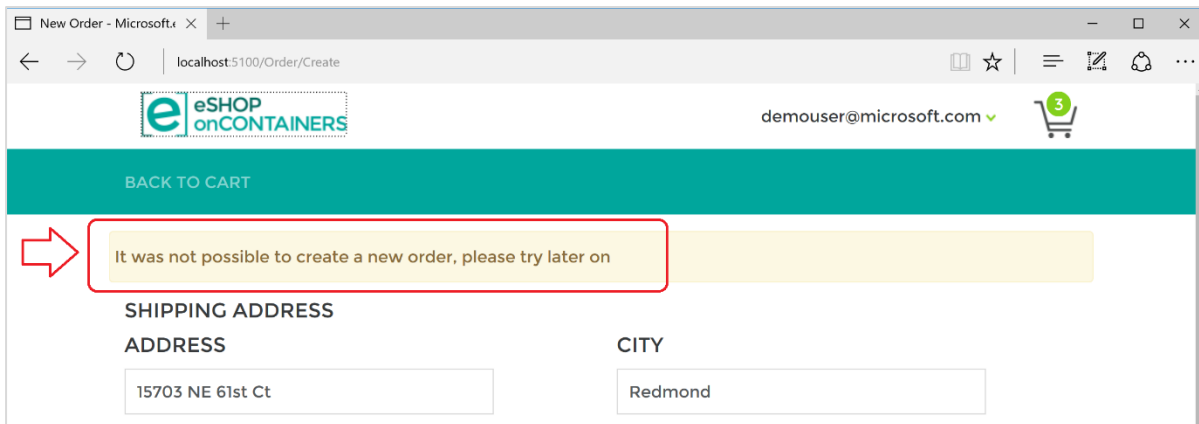 New Order - Microsoft.e
localhost:5100/Order/Create
e eSHOP
onCONTAINERS
demouser@microsoft.com
3
BACK TO CART
It was not possible to create a new order, please try later on
SHIPPING ADDRESS
ADDRESS
CITY
15703 NE 61st Ct
Redmond